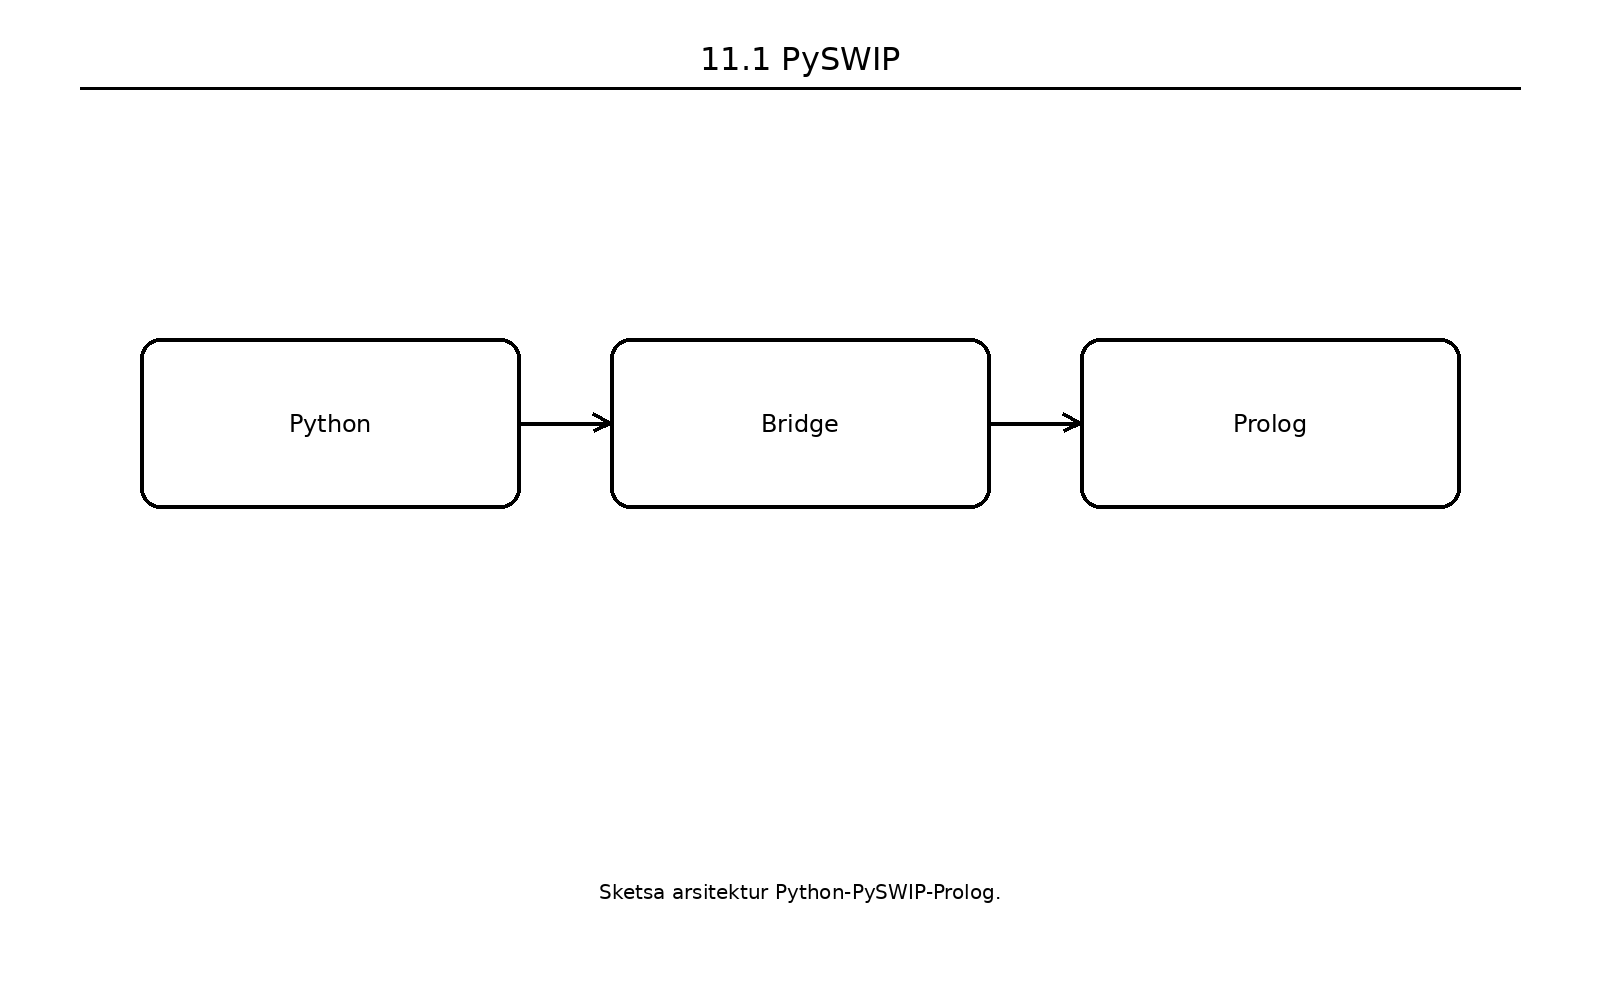 11.1 PySWIP
Python
Bridge
Prolog
Sketsa arsitektur Python-PySWIP-Prolog.